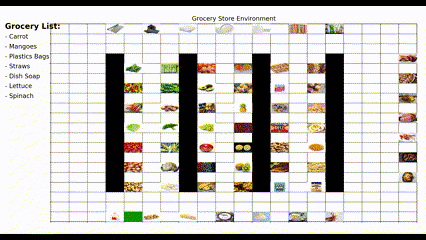 Grocery Store Environment
Grocery List:
- Carrot
- Mangoes
- Plastics Bags
- Straws
- Dish Soap
- Lettuce
- Spinach